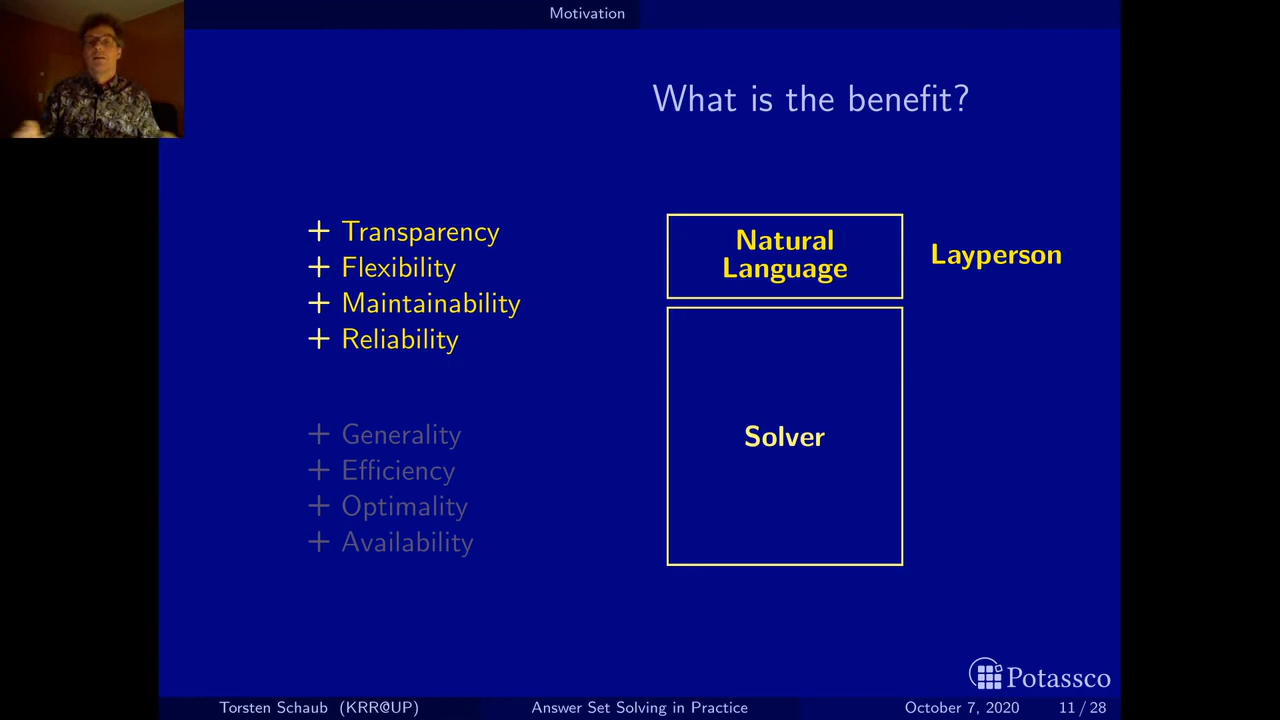 Motivation
What is the benefit?
+ Transparency
+ Flexibility
+ Maintainability
+ Reliability
+ Generality
+ Efficiency
+ Optimality
+ Availability
Natural
Language
Layperson
Solver
Potassco
Torsten Schaub (KRR@UP)
Answer Set Solving in Practice
October 7, 2020
11 / 28